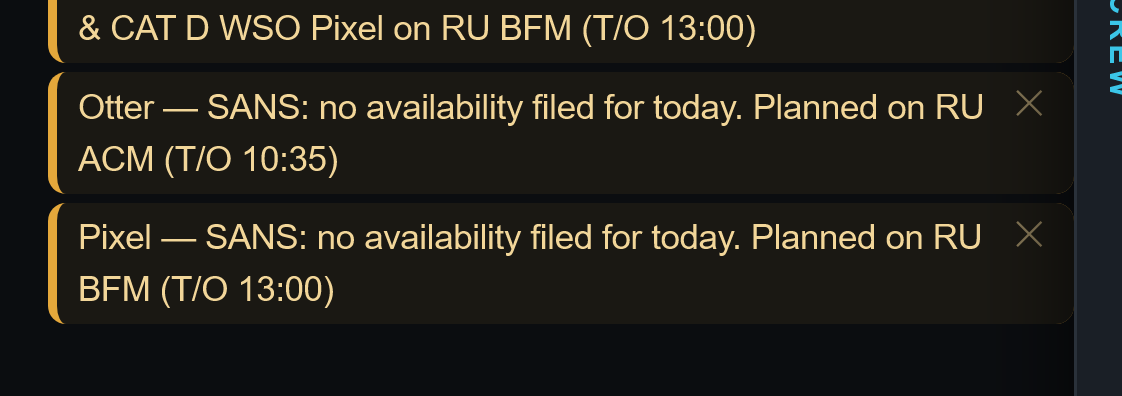 & CAT D WSO Pixel on RU BFM (T/O 13:00)
Otter — SANS: no availability filed for today. Planned on RU
ACM (T/O 10:35)
Pixel — SANS: no availability filed for today. Planned on RU
BFM (T/O 13:00)
CREW